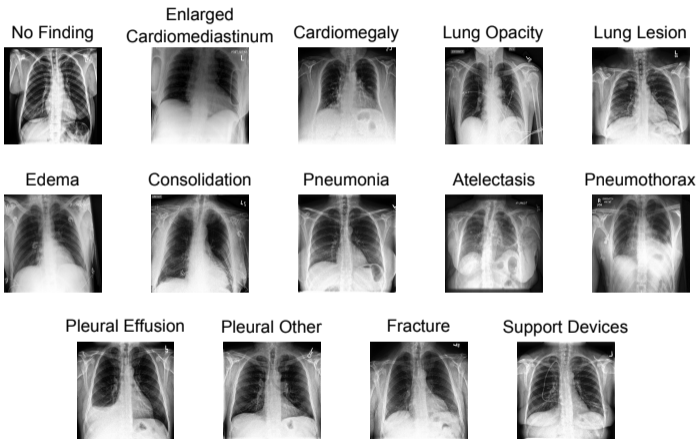 No Finding
Enlarged
Cardiomediastinum
Cardiomegaly
Lung Opacity
Lung Lesion
Edema
Consolidation
Pneumonia
Atelectasis
Pneumothorax
Pleural Effusion
Pleural Other
Fracture
Support Devices